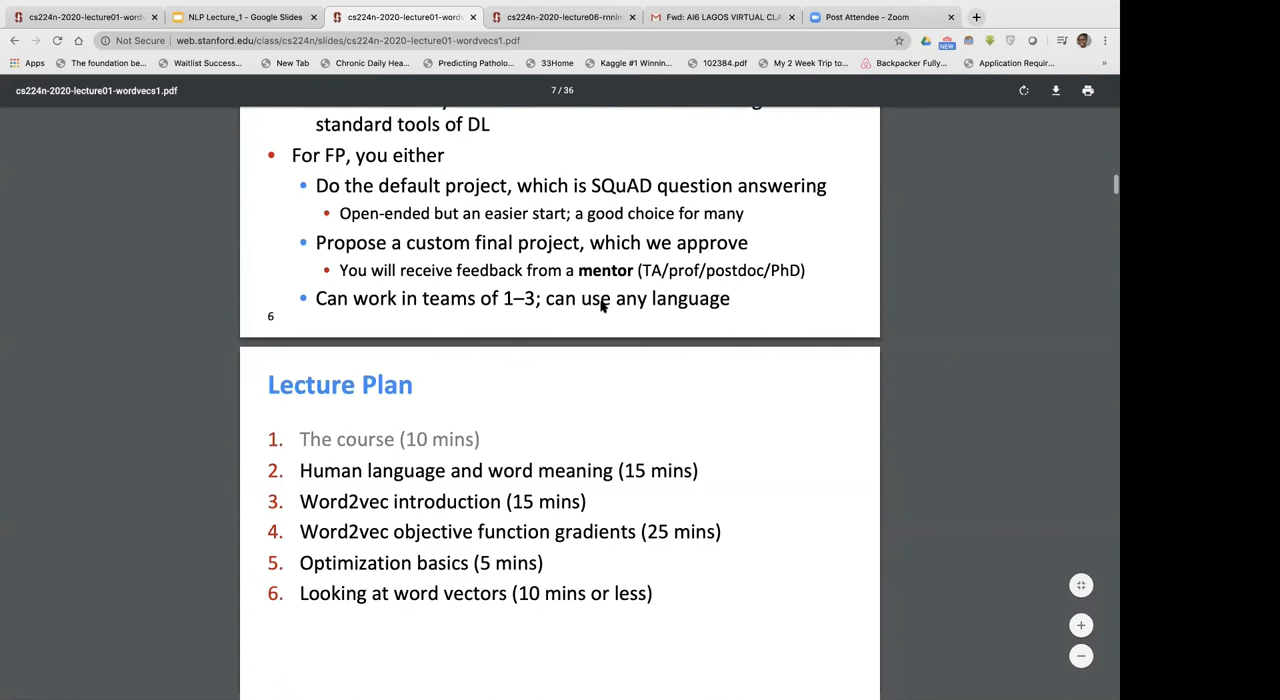 cs224n-2020-lecture01-word
NLP Lecture_1 - Google Slides
cs224n-2020-lecture01-word
cs224n-2020-lecture06-rnnl
Fwd: AI6 LAGOS VIRTUAL CLA
Post Attendee - Zoom
Not Secure | web.stanford.edu/class/cs224n/slides/cs224n-2020-lecture01-wordvecs1.pdf
NEW
Apps
The foundation be...
Waitlist Success...
New Tab
Chronic Daily Hea...
Predicting Patholo...
33Home
Kaggle #1 Winnin...
102384.pdf
My 2 Week Trip to...
Backpacker Fully...
Application Requir...
»
cs224n-2020-lecture01-wordvecs1.pdf
7 / 36
standard tools of DL
• For FP, you either
• Do the default project, which is SQuAD question answering
• Open-ended but an easier start; a good choice for many
• Propose a custom final project, which we approve
• You will receive feedback from a mentor (TA/prof/postdoc/PhD)
• Can work in teams of 1–3; can use any language
6
Lecture Plan
1. The course (10 mins)
2. Human language and word meaning (15 mins)
3. Word2vec introduction (15 mins)
4. Word2vec objective function gradients (25 mins)
5. Optimization basics (5 mins)
6. Looking at word vectors (10 mins or less)